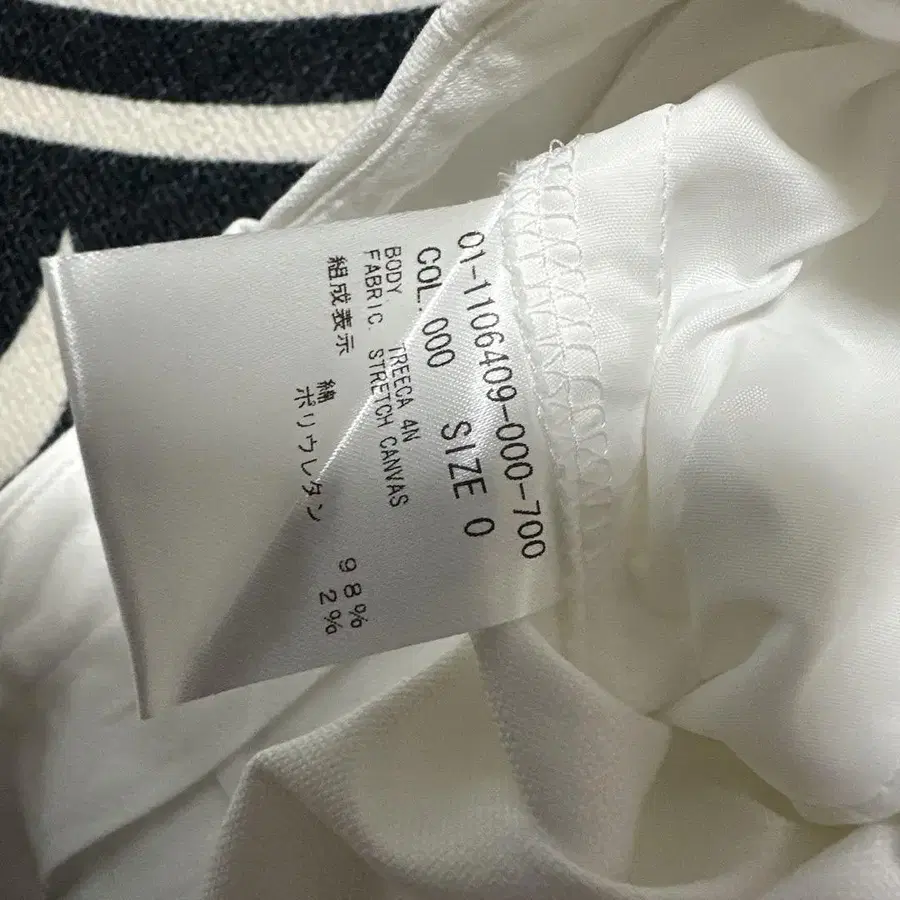 01-1106409-000-700
COL. 000 SIZE 0
BODY. TREECA 4N
FABRIC. STRETCH CANVAS
組成表示
綿 98%
ポリウレタン 2%